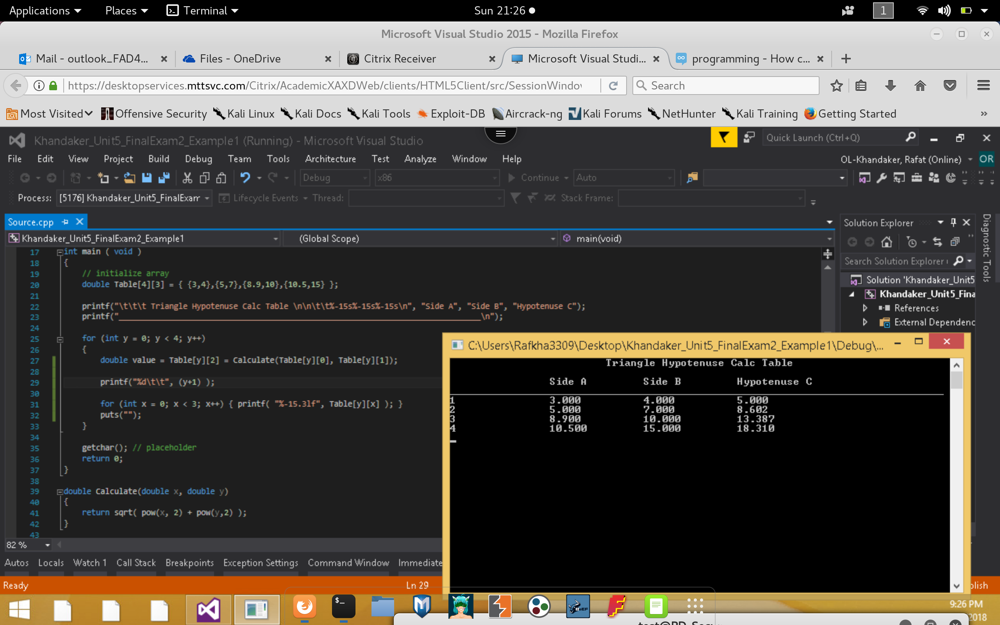 Applications Places Terminal Sun 21:26 1
Microsoft Visual Studio 2015 - Mozilla Firefox
Mail - outlook_FAD4... Files - OneDrive Citrix Receiver Microsoft Visual Studi... programming - How c...
https://desktopservices.mttsvc.com/Citrix/AcademicXAXDWeb/clients/HTML5Client/src/SessionWindov Search
Most Visited Offensive Security Kali Linux Kali Docs Kali Tools Exploit-DB Aircrack-ng Kali Forums NetHunter Kali Training Getting Started »
Khandaker_Unit5_FinalExam2_Example1 (Running) - Microsoft Visual Studio Quick Launch (Ctrl+Q)
File Edit View Project Build Debug Team Tools Architecture Test Analyze Window Help OL-Khandaker, Rafat (Online) OR
Debug x86 Continue Auto
Process: [5176] Khandaker_Unit5_FinalExam Lifecycle Events Thread: Stack Frame:
Source.cpp
Khandaker_Unit5_FinalExam2_Example1 (Global Scope) main(void)
17 int main ( void )
18 {
19 // initialize array
20 double Table[4][3] = { {3,4},{5,7},{8.9,10},{10.5,15} };
21
22 printf("\t\t\t Triangle Hypotenuse Calc Table \n\n\t\t%-15s%-15s%-15s\n", "Side A", "Side B", "Hypotenuse C");
23 printf("________________________________________________________________________________\n");
24
25 for (int y = 0; y < 4; y++)
26 {
27 double value = Table[y][2] = Calculate(Table[y][0], Table[y][1]);
28
29 printf("%d\t\t", (y+1) );
30
31 for (int x = 0; x < 3; x++) { printf( "%-15.3lf", Table[y][x] ); }
32 puts("");
33 }
34
35 getchar(); // placeholder
36 return 0;
37 }
38
39 double Calculate(double x, double y)
40 {
41 return sqrt( pow(x, 2) + pow(y,2) );
42 }
43
82 %
Solution Explorer
Search Solution Explorer
Solution 'Khandaker_Unit5
Khandaker_Unit5_Fina
References
External Dependenc
Diagnostic Tools
C:\Users\Rafkha3309\Desktop\Khandaker_Unit5_FinalExam2_Example1\Debug\...
Triangle Hypotenuse Calc Table
Side A Side B Hypotenuse C
1 3.000 4.000 5.000
2 5.000 7.000 8.602
3 8.900 10.000 13.387
4 10.500 15.000 18.310
Autos Locals Watch 1 Call Stack Breakpoints Exception Settings Command Window Immediate
Ready Ln 29 blish
$_ BeEF
9:26 PM
2018